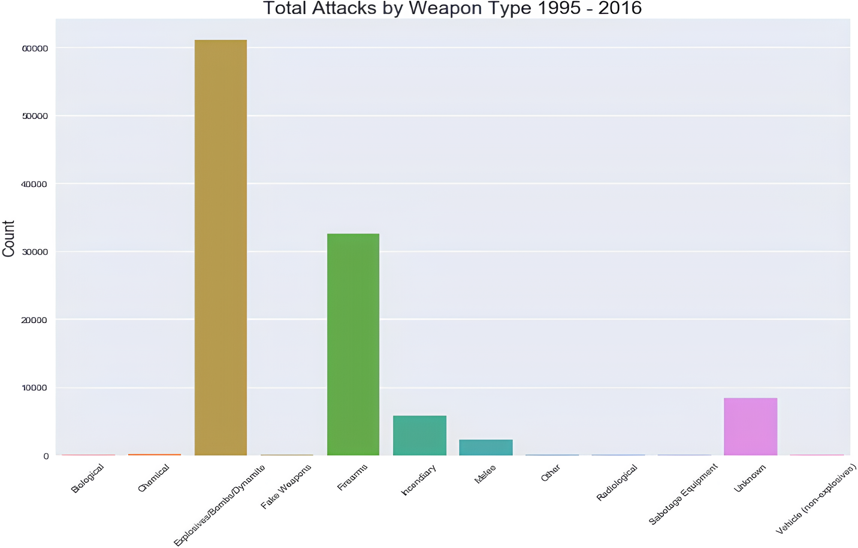 Total Attacks by Weapon Type 1995 - 2016
Count
60000
50000
40000
30000
20000
10000
0
Biological
Chemical
Explosives/Bombs/Dynamite
Fake Weapons
Firearms
Incendiary
Melee
Other
Radiological
Sabotage Equipment
Unknown
Vehicle (non-explosives)